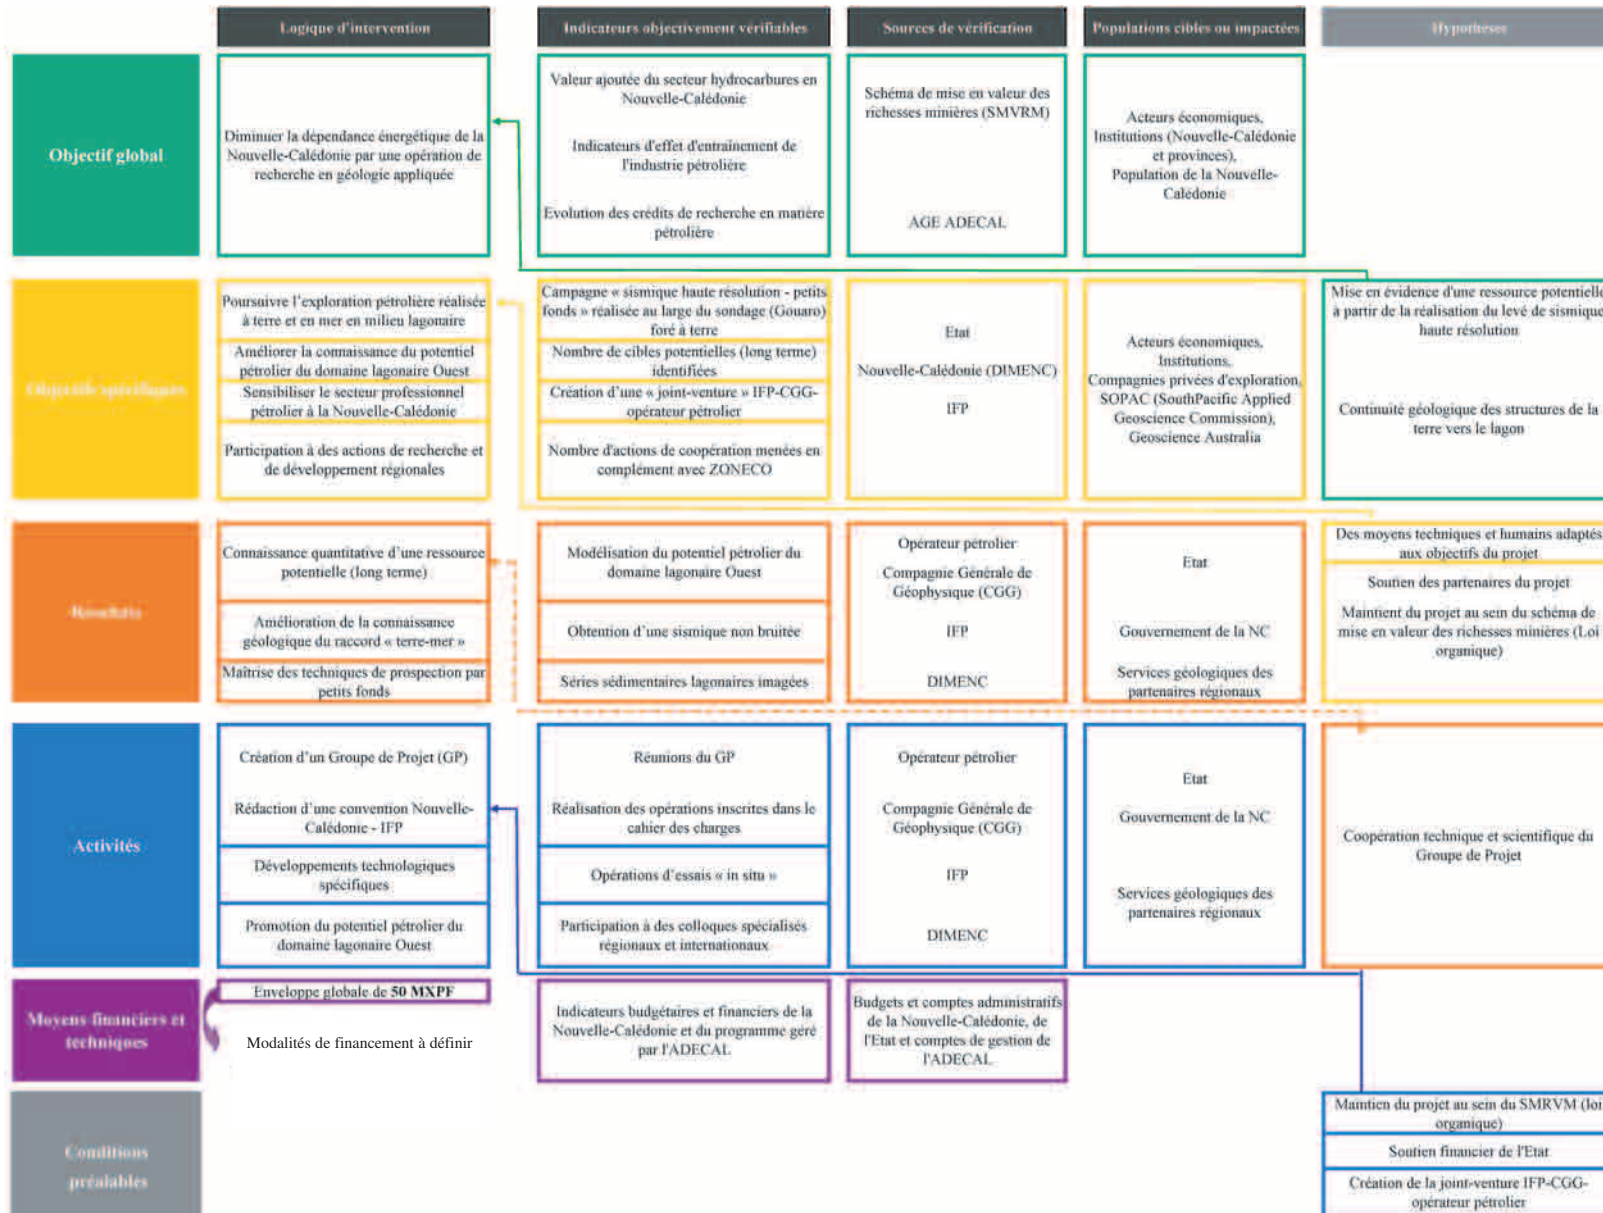 Logique d'intervention
Indicateurs objectivement vérifiables
Sources de vérification
Populations cibles ou impactées
Hypothèses
Objectif global
Diminuer la dépendance énergétique de la
Nouvelle-Calédonie par une opération de
recherche en géologie appliquée
Valeur ajoutée du secteur hydrocarbures en
Nouvelle-Calédonie
Indicateurs d'effet d'entraînement de
l'industrie pétrolière
Evolution des crédits de recherche en matière
pétrolière
Schéma de mise en valeur des
richesses minières (SMVRM)
AGE ADECAL
Acteurs économiques,
Institutions (Nouvelle-Calédonie
et provinces),
Population de la Nouvelle-
Calédonie
Objectifs spécifiques
Poursuivre l'exploration pétrolière réalisée
à terre et en mer en milieu lagonaire
Améliorer la connaissance du potentiel
pétrolier du domaine lagonaire Ouest
Sensibiliser le secteur professionnel
pétrolier à la Nouvelle-Calédonie
Participation à des actions de recherche et
de développement régionales
Campagne « sismique haute résolution - petits
fonds » réalisée au large du sondage (Gouaro)
foré à terre
Nombre de cibles potentielles (long terme)
identifiées
Création d'une « joint-venture » IFP-CGG-
opérateur pétrolier
Nombre d'actions de coopération menées en
complément avec ZONECO
Etat
Nouvelle-Calédonie (DIMENC)
IFP
Acteurs économiques,
Institutions,
Compagnies privées d'exploration,
SOPAC (SouthPacific Applied
Geoscience Commission),
Geoscience Australia
Mise en évidence d'une ressource potentielle
à partir de la réalisation du levé de sismique
haute résolution
Continuité géologique des structures de la
terre vers le lagon
Résultats
Connaissance quantitative d'une ressource
potentielle (long terme)
Amélioration de la connaissance
géologique du raccord « terre-mer »
Maîtrise des techniques de prospection par
petits fonds
Modélisation du potentiel pétrolier du
domaine lagonaire Ouest
Obtention d'une sismique non bruitée
Séries sédimentaires lagonaires imagées
Opérateur pétrolier
Compagnie Générale de
Géophysique (CGG)
IFP
DIMENC
Etat
Gouvernement de la NC
Services géologiques des
partenaires régionaux
Des moyens techniques et humains adaptés
aux objectifs du projet
Soutien des partenaires du projet
Maintient du projet au sein du schéma de
mise en valeur des richesses minières (Loi
organique)
Activités
Création d'un Groupe de Projet (GP)
Rédaction d'une convention Nouvelle-
Calédonie - IFP
Développements technologiques
spécifiques
Promotion du potentiel pétrolier du
domaine lagonaire Ouest
Réunions du GP
Réalisation des opérations inscrites dans le
cahier des charges
Opérations d'essais « in situ »
Participation à des colloques spécialisés
régionaux et internationaux
Opérateur pétrolier
Compagnie Générale de
Géophysique (CGG)
IFP
DIMENC
Etat
Gouvernement de la NC
Services géologiques des
partenaires régionaux
Coopération technique et scientifique du
Groupe de Projet
Moyens financiers et
techniques
Enveloppe globale de 50 MXPF
Modalités de financement à définir
Indicateurs budgétaires et financiers de la
Nouvelle-Calédonie et du programme géré
par l'ADECAL
Budgets et comptes administratifs
de la Nouvelle-Calédonie, de
l'Etat et comptes de gestion de
l'ADECAL
Conditions
préalables
Maintien du projet au sein du SMRVM (loi
organique)
Soutien financier de l'Etat
Création de la joint-venture IFP-CGG-
opérateur pétrolier